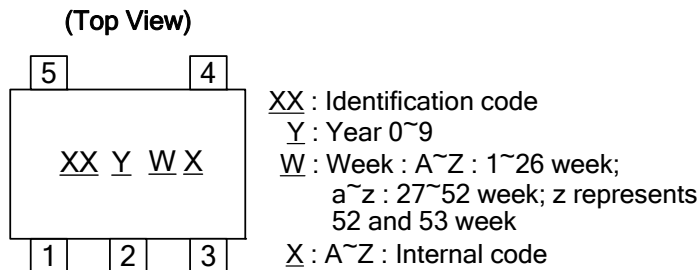 (Top View)
5 4
XX Y W X
1 2 3
XX : Identification code
Y : Year 0~9
W : Week : A~Z : 1~26 week;
a~z : 27~52 week; z represents
52 and 53 week
X : A~Z : Internal code